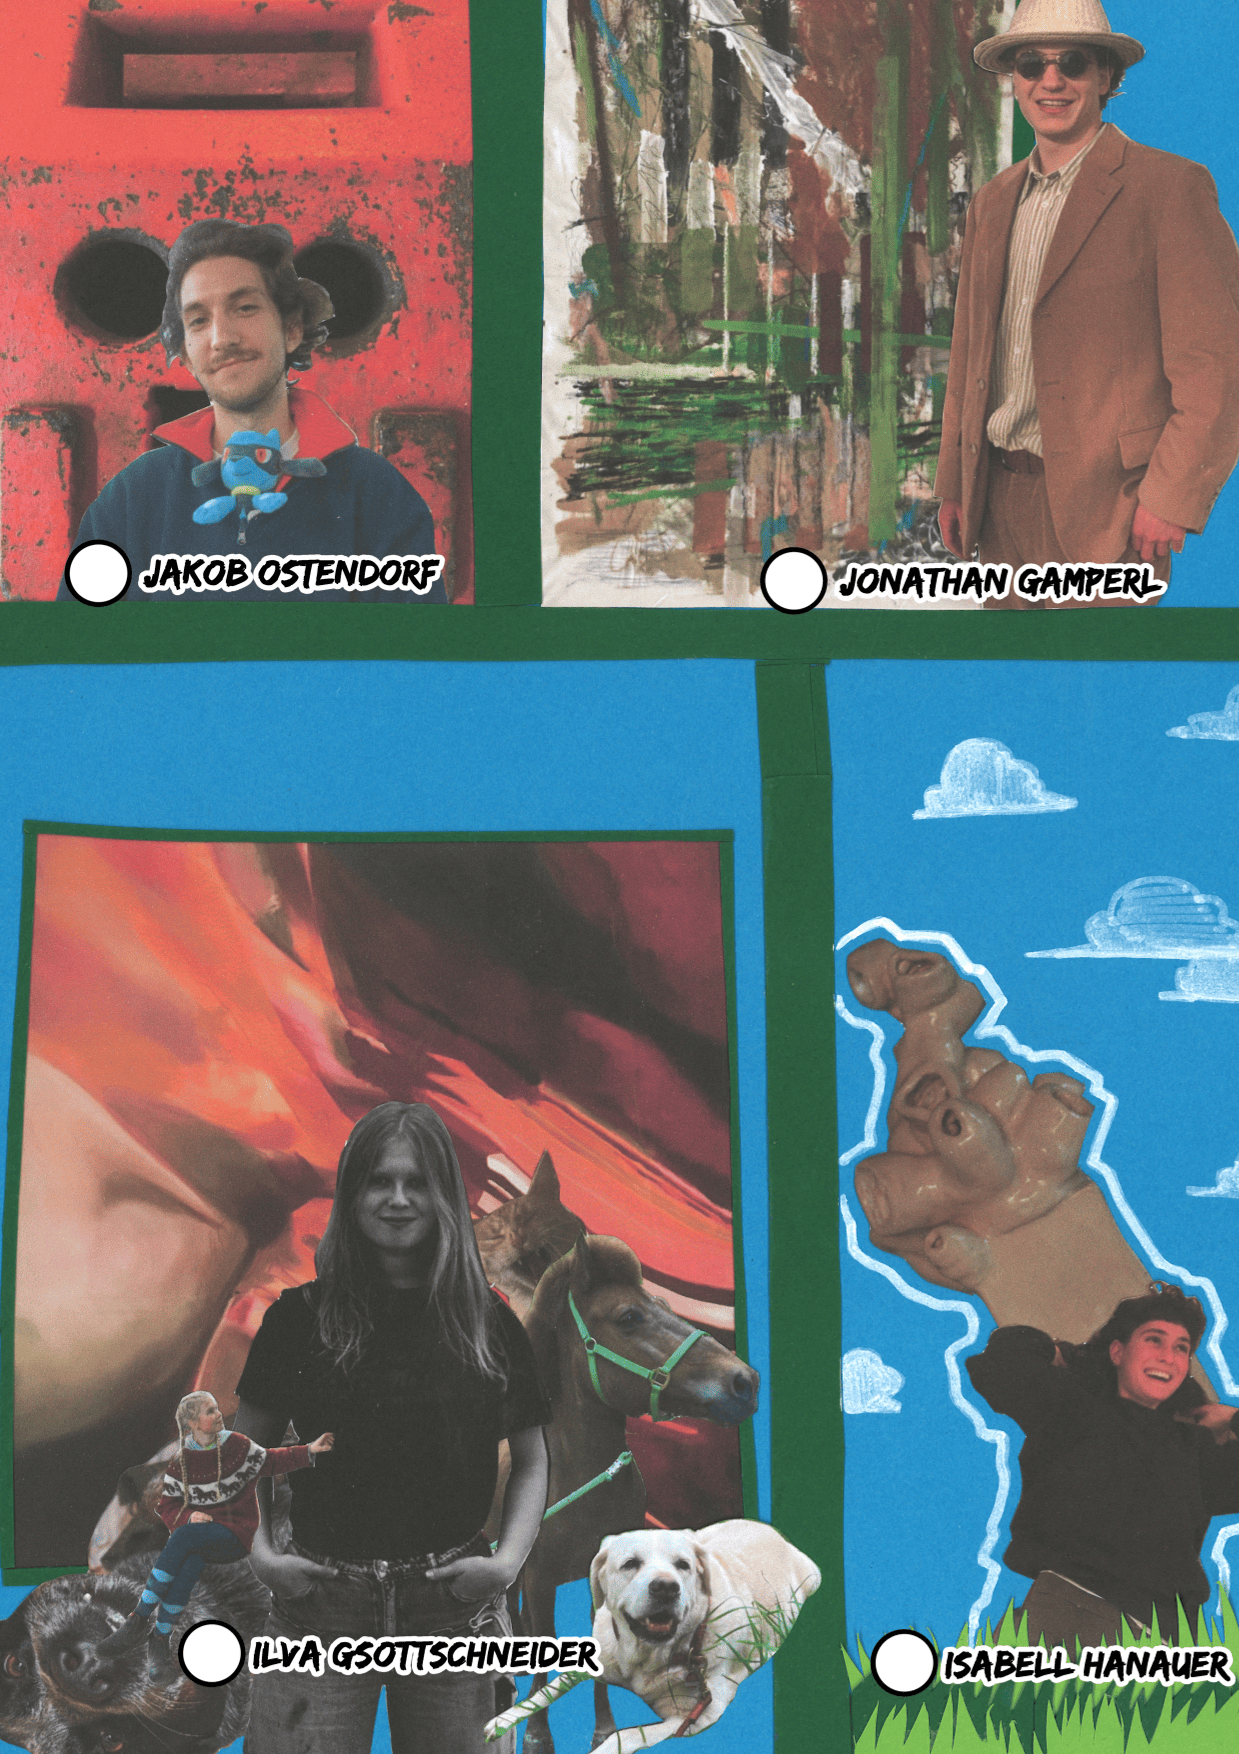 JAKOB OSTENDORF
JONATHAN GAMPERL
ILVA GSOTTSCHNEIDER
ISABELL HANAUER